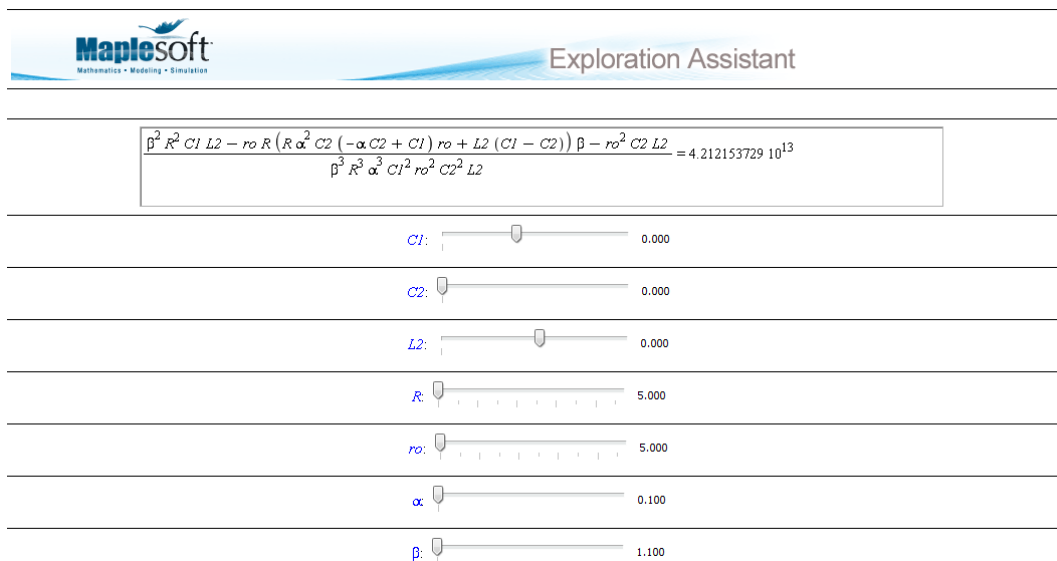 Maplesoft
Mathematics • Modeling • Simulation
Exploration Assistant
β² R² C1 L2 − ro R (R α² C2 (−α C2 + C1) ro + L2 (C1 − C2)) β − ro² C2 L2
β³ R³ α³ C1² ro² C2² L2
= 4.212153729 10¹³
C1: 0.000
C2: 0.000
L2: 0.000
R: 5.000
ro: 5.000
α: 0.100
β: 1.100